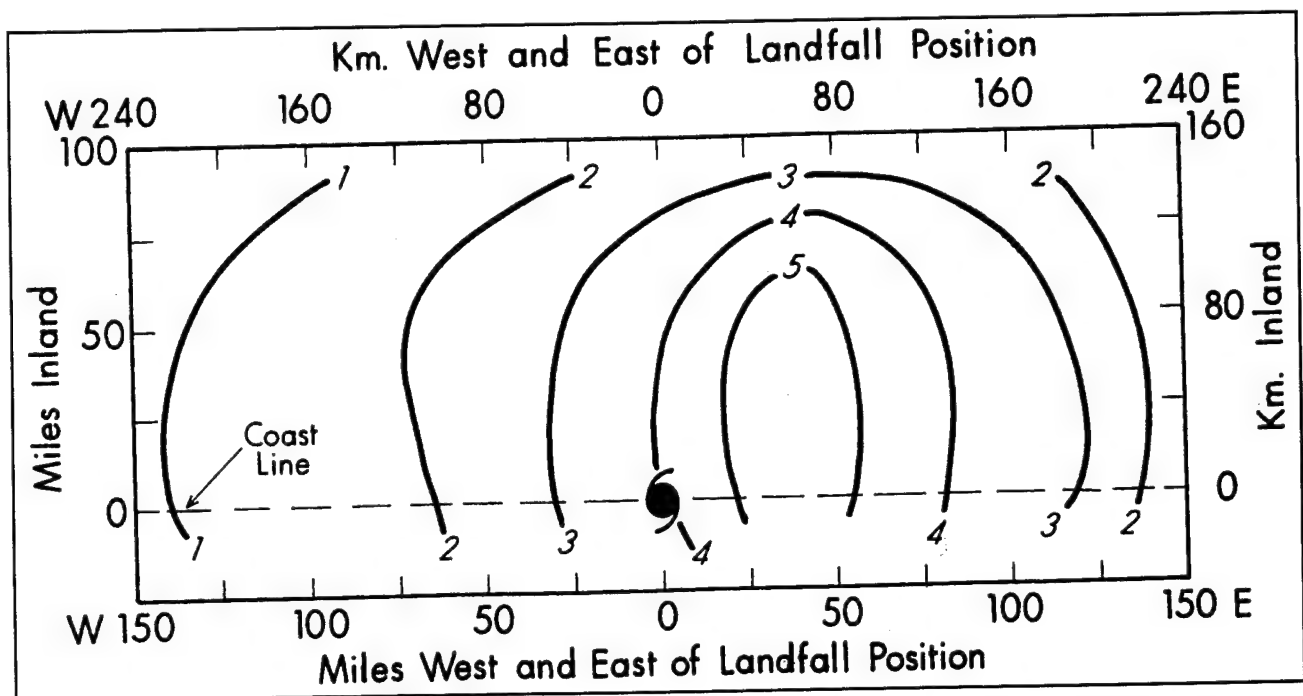 Km. West and East of Landfall Position
W 240 160 80 0 80 160 240 E
100 160
1 2 3 2
4
5
Miles Inland
50 80
Km. Inland
Coast
Line
0 0
1 2 3 4 4 3 2
W 150 100 50 0 50 100 150 E
Miles West and East of Landfall Position